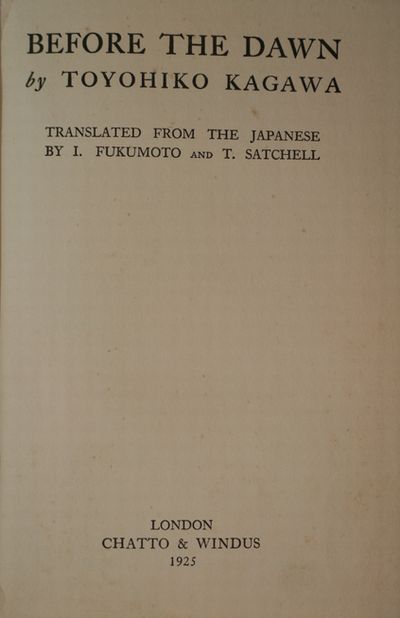 BEFORE THE DAWN
by TOYOHIKO KAGAWA
TRANSLATED FROM THE JAPANESE
BY I. FUKUMOTO AND T. SATCHELL
LONDON
CHATTO & WINDUS
1925